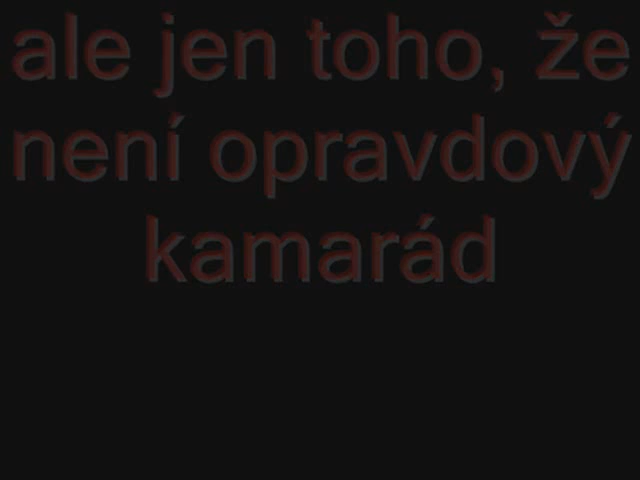 ale jen toho, že
není opravdový
kamarád